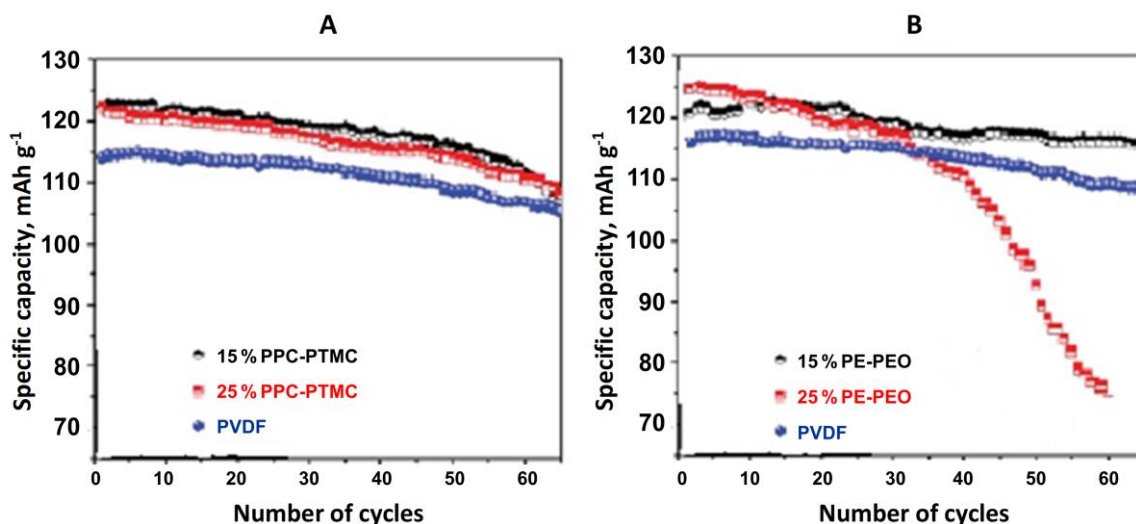 A
Specific capacity, mAh g⁻¹
130
120
110
100
90
80
70
15 % PPC-PTMC
25 % PPC-PTMC
PVDF
0 10 20 30 40 50 60
Number of cycles
B
Specific capacity, mAh g⁻¹
130
120
110
100
90
80
70
15 % PE-PEO
25 % PE-PEO
PVDF
0 10 20 30 40 50 60
Number of cycles